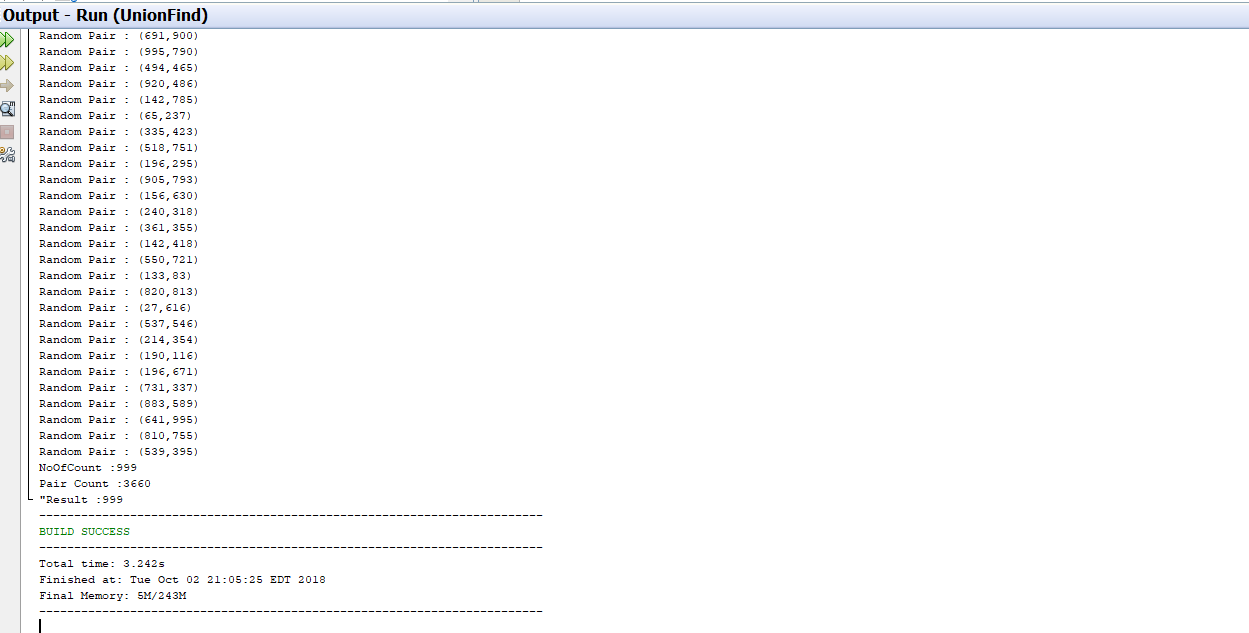 Output - Run (UnionFind)
Random Pair : (691,900)
Random Pair : (995,790)
Random Pair : (494,465)
Random Pair : (920,486)
Random Pair : (142,785)
Random Pair : (65,237)
Random Pair : (335,423)
Random Pair : (518,751)
Random Pair : (196,295)
Random Pair : (905,793)
Random Pair : (156,630)
Random Pair : (240,318)
Random Pair : (361,355)
Random Pair : (142,418)
Random Pair : (550,721)
Random Pair : (133,83)
Random Pair : (820,813)
Random Pair : (27,616)
Random Pair : (537,546)
Random Pair : (214,354)
Random Pair : (190,116)
Random Pair : (196,671)
Random Pair : (731,337)
Random Pair : (883,589)
Random Pair : (641,995)
Random Pair : (810,755)
Random Pair : (539,395)
NoOfCount :999
Pair Count :3660
"Result :999
------------------------------------------------------------------------
BUILD SUCCESS
------------------------------------------------------------------------
Total time: 3.242s
Finished at: Tue Oct 02 21:05:25 EDT 2018
Final Memory: 5M/243M
------------------------------------------------------------------------